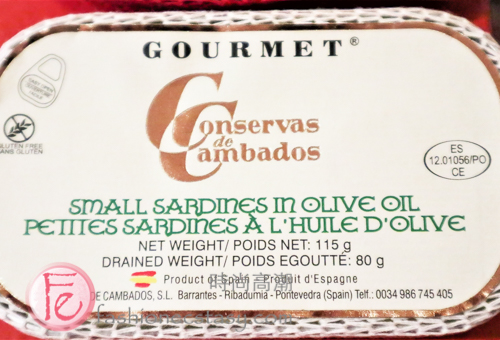 GOURMET®
Conservas
de
Cambados
GLUTEN FREE
SANS GLUTEN
ES
12.01056/PO
CE
SMALL SARDINES IN OLIVE OIL
PETITES SARDINES À L'HUILE D'OLIVE
NET WEIGHT/ POIDS NET: 115 g
DRAINED WEIGHT/ POIDS EGOUTTÉ: 80 g
Product of Spain Produit d'Espagne
時尚高潮
DE CAMBADOS, S.L. Barrantes - Ribadumia - Pontevedra (Spain) Telf.: 0034 986 745 405
Fe